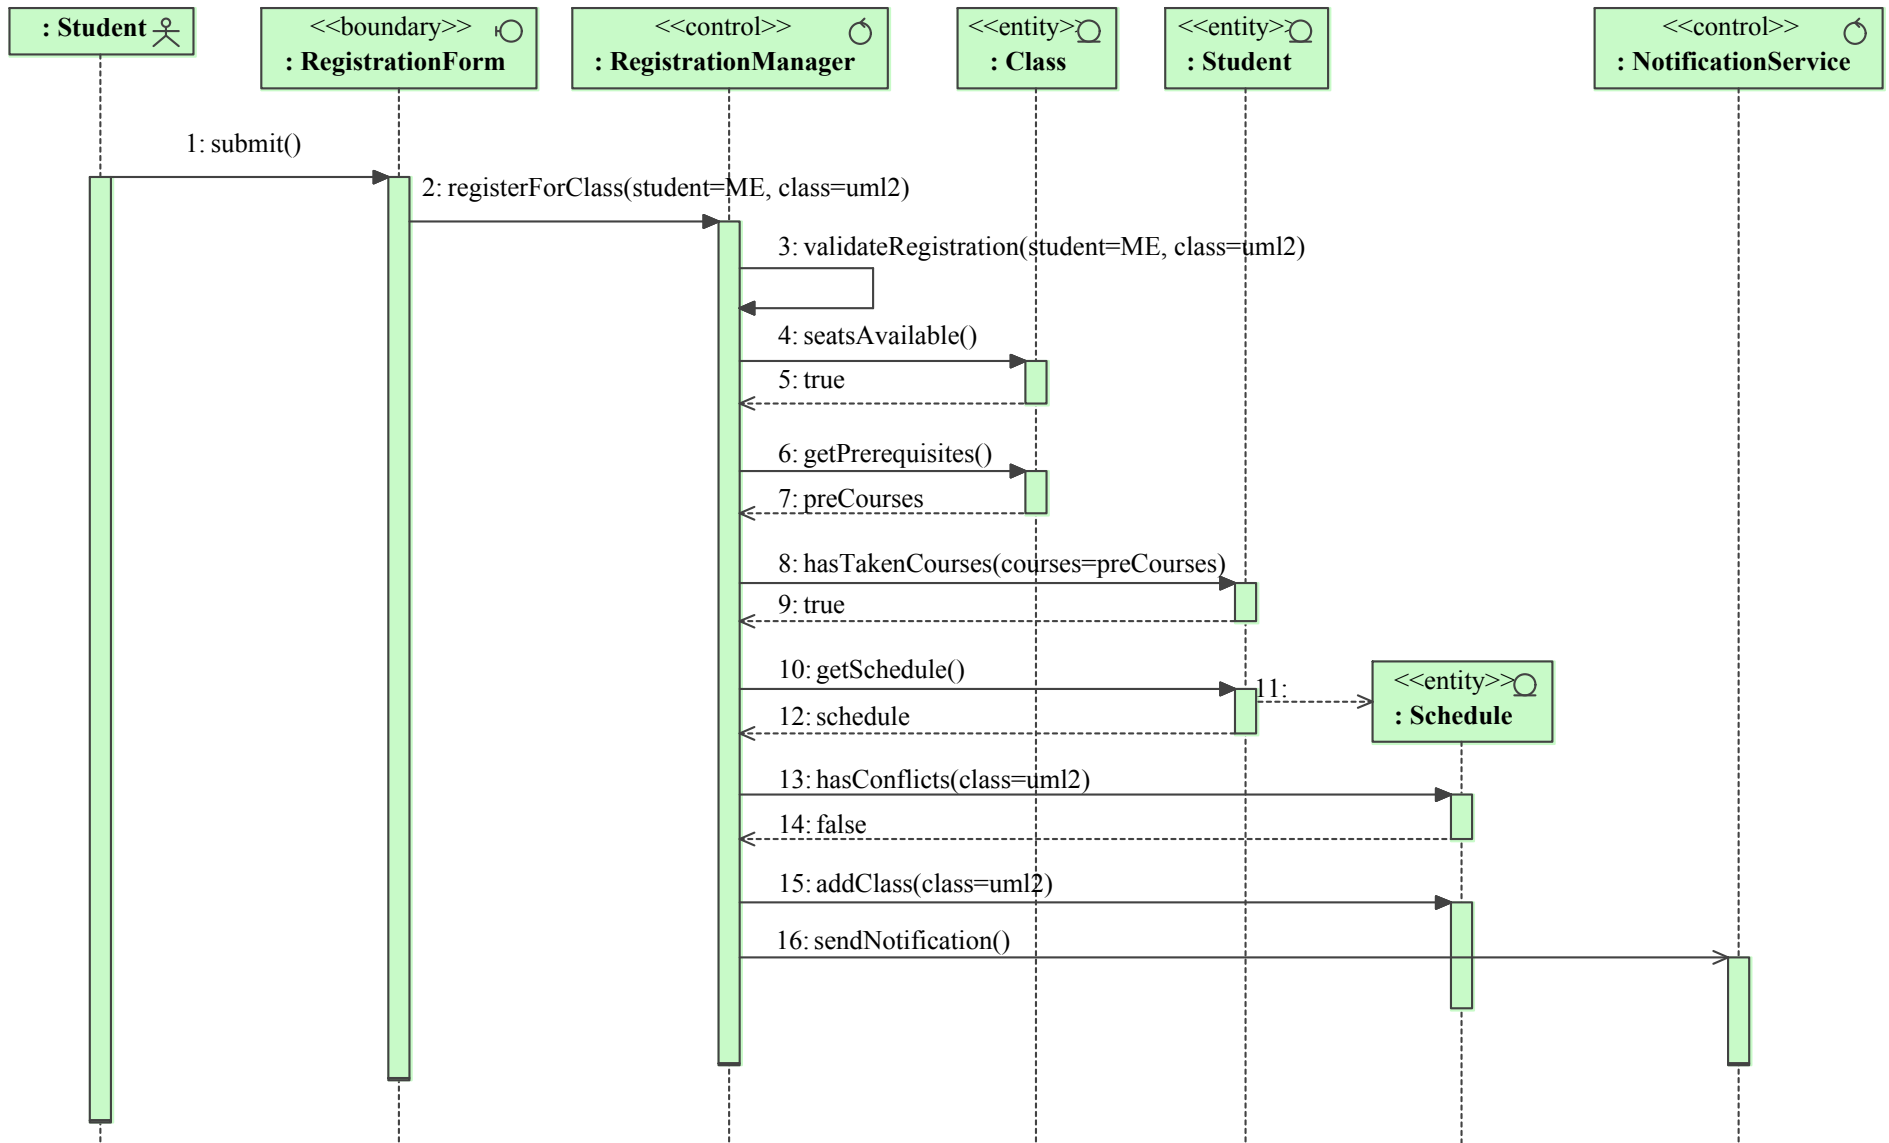 : Student
<<boundary>>
: RegistrationForm
<<control>>
: RegistrationManager
<<entity>>
: Class
<<entity>>
: Student
<<control>>
: NotificationService
1: submit()
2: registerForClass(student=ME, class=uml2)
3: validateRegistration(student=ME, class=uml2)
4: seatsAvailable()
5: true
6: getPrerequisites()
7: preCourses
8: hasTakenCourses(courses=preCourses)
9: true
10: getSchedule()
11:
<<entity>>
: Schedule
12: schedule
13: hasConflicts(class=uml2)
14: false
15: addClass(class=uml2)
16: sendNotification()